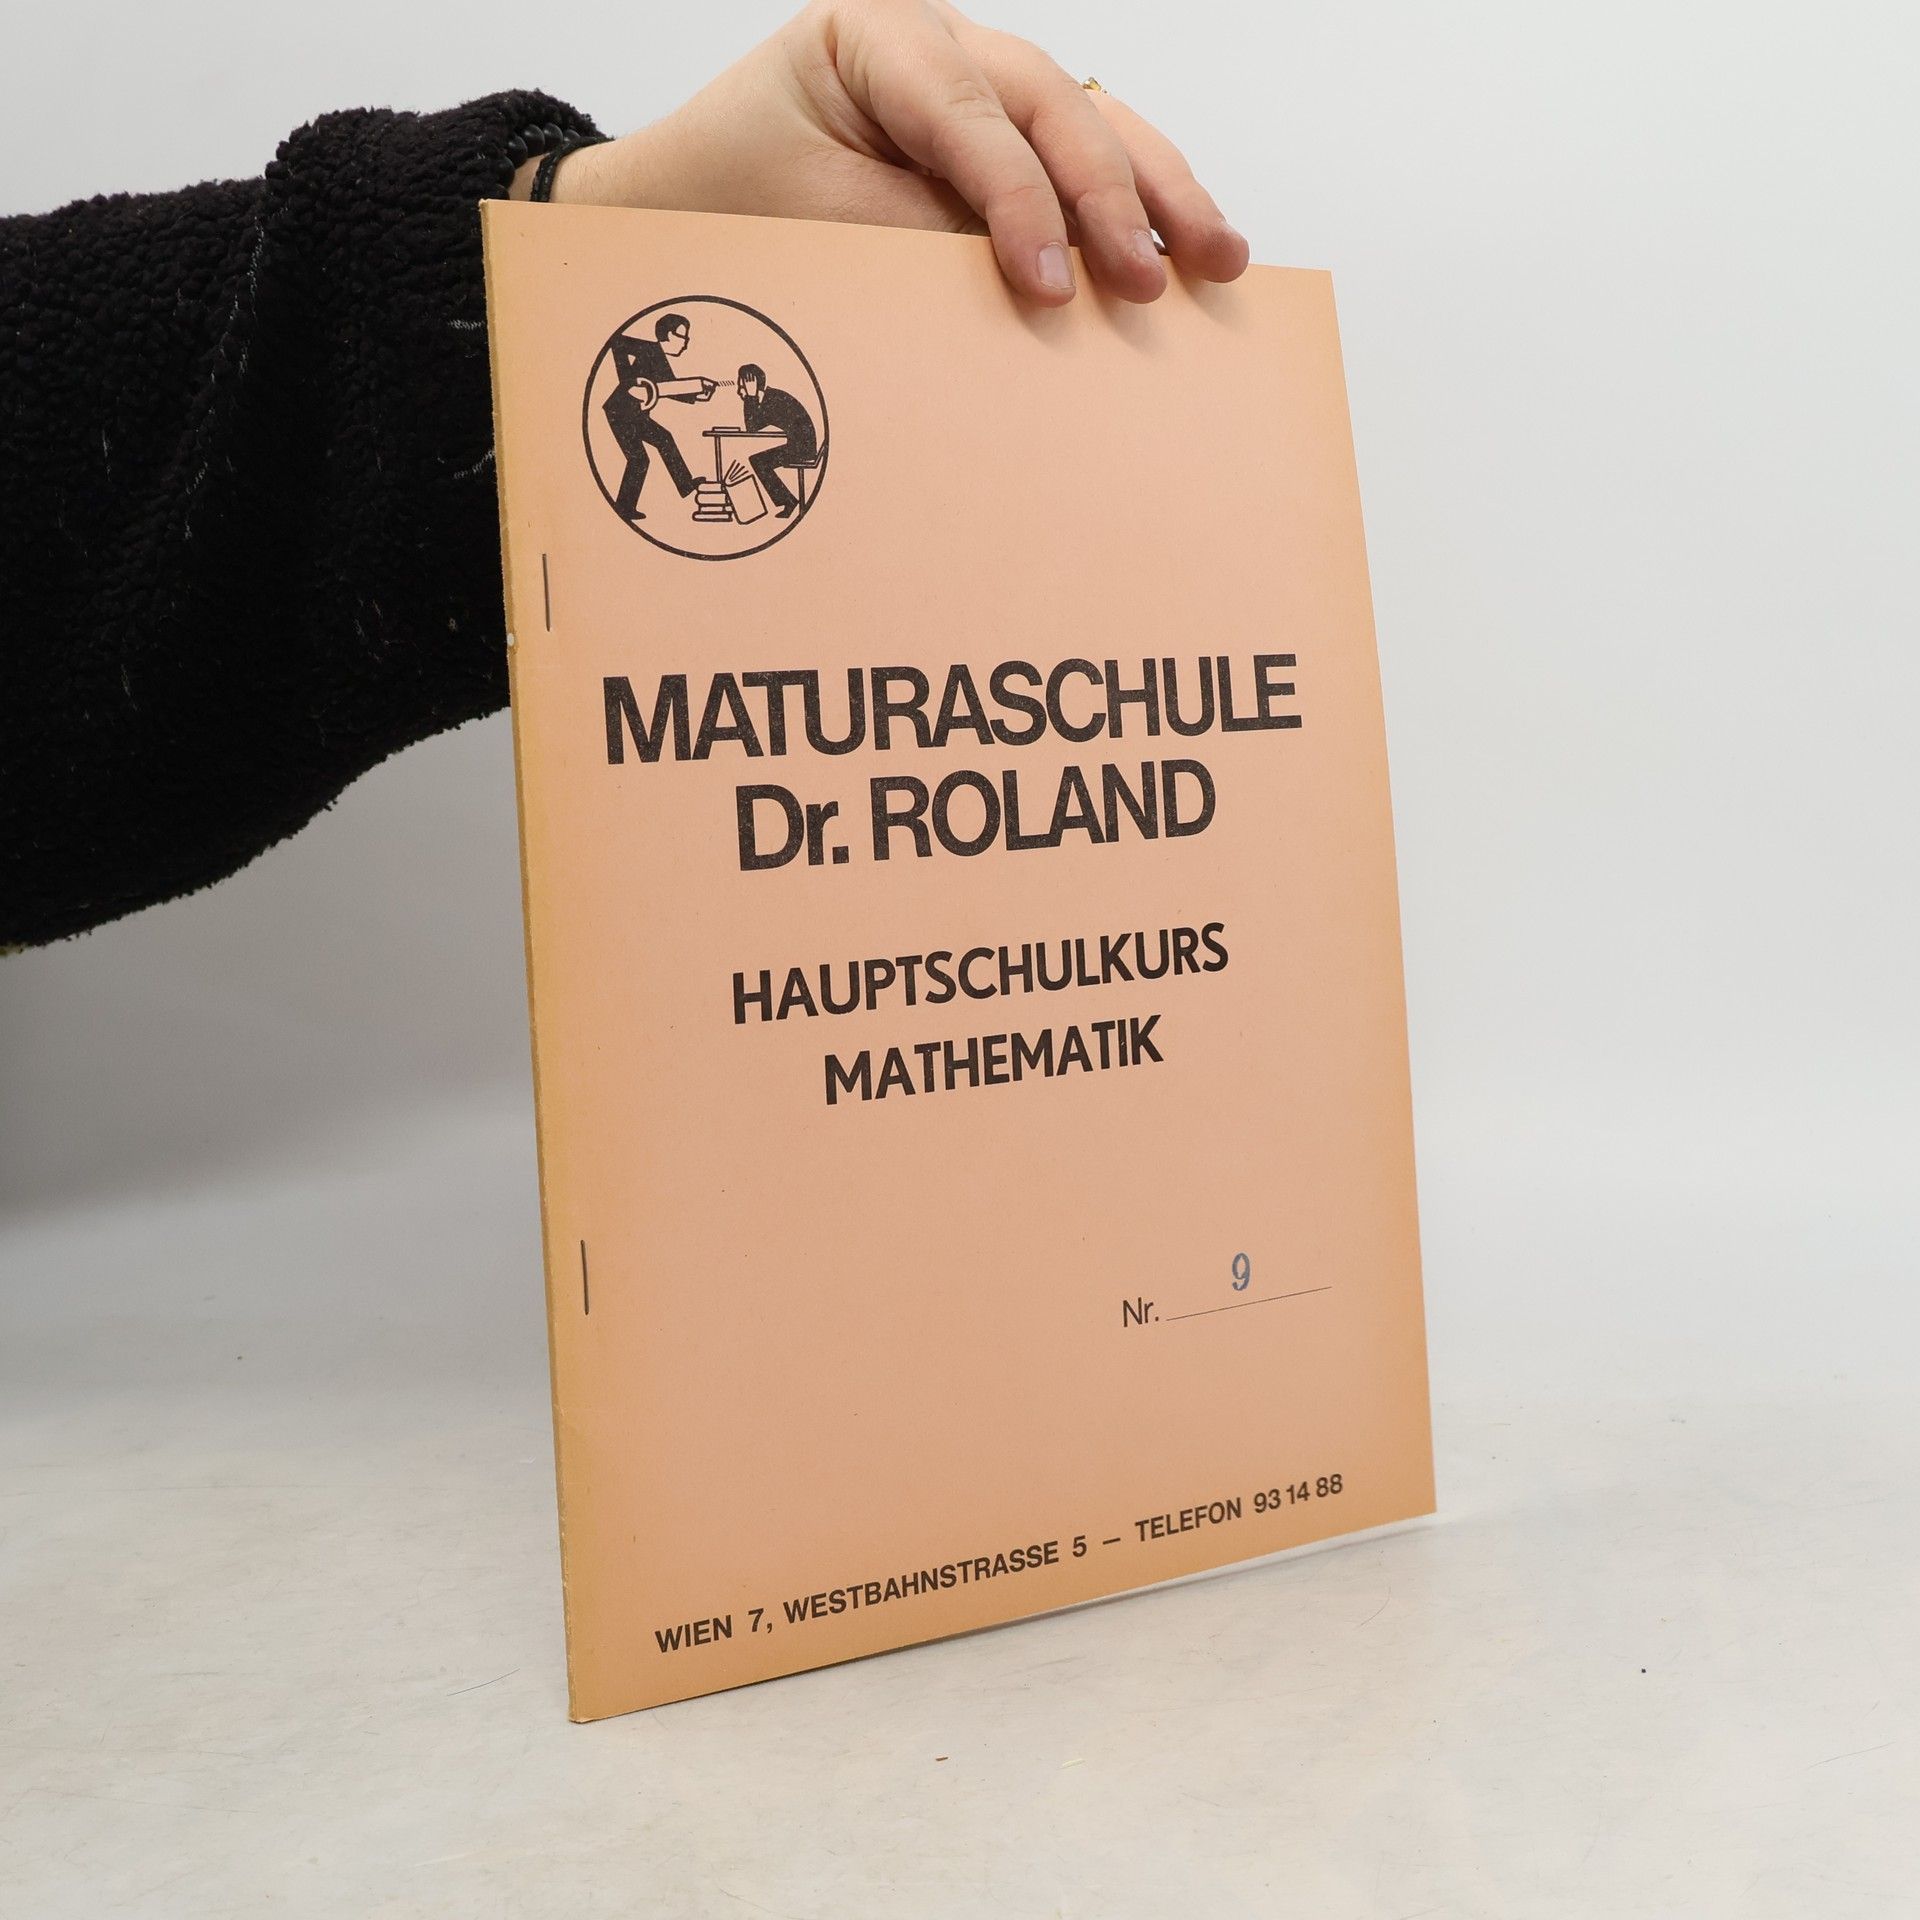 MATURASCHULE
Dr. ROLAND
HAUPTSCHULKURS
MATHEMATIK
Nr. 9
WIEN 7, WESTBAHNSTRASSE 5 — TELEFON 93 14 88